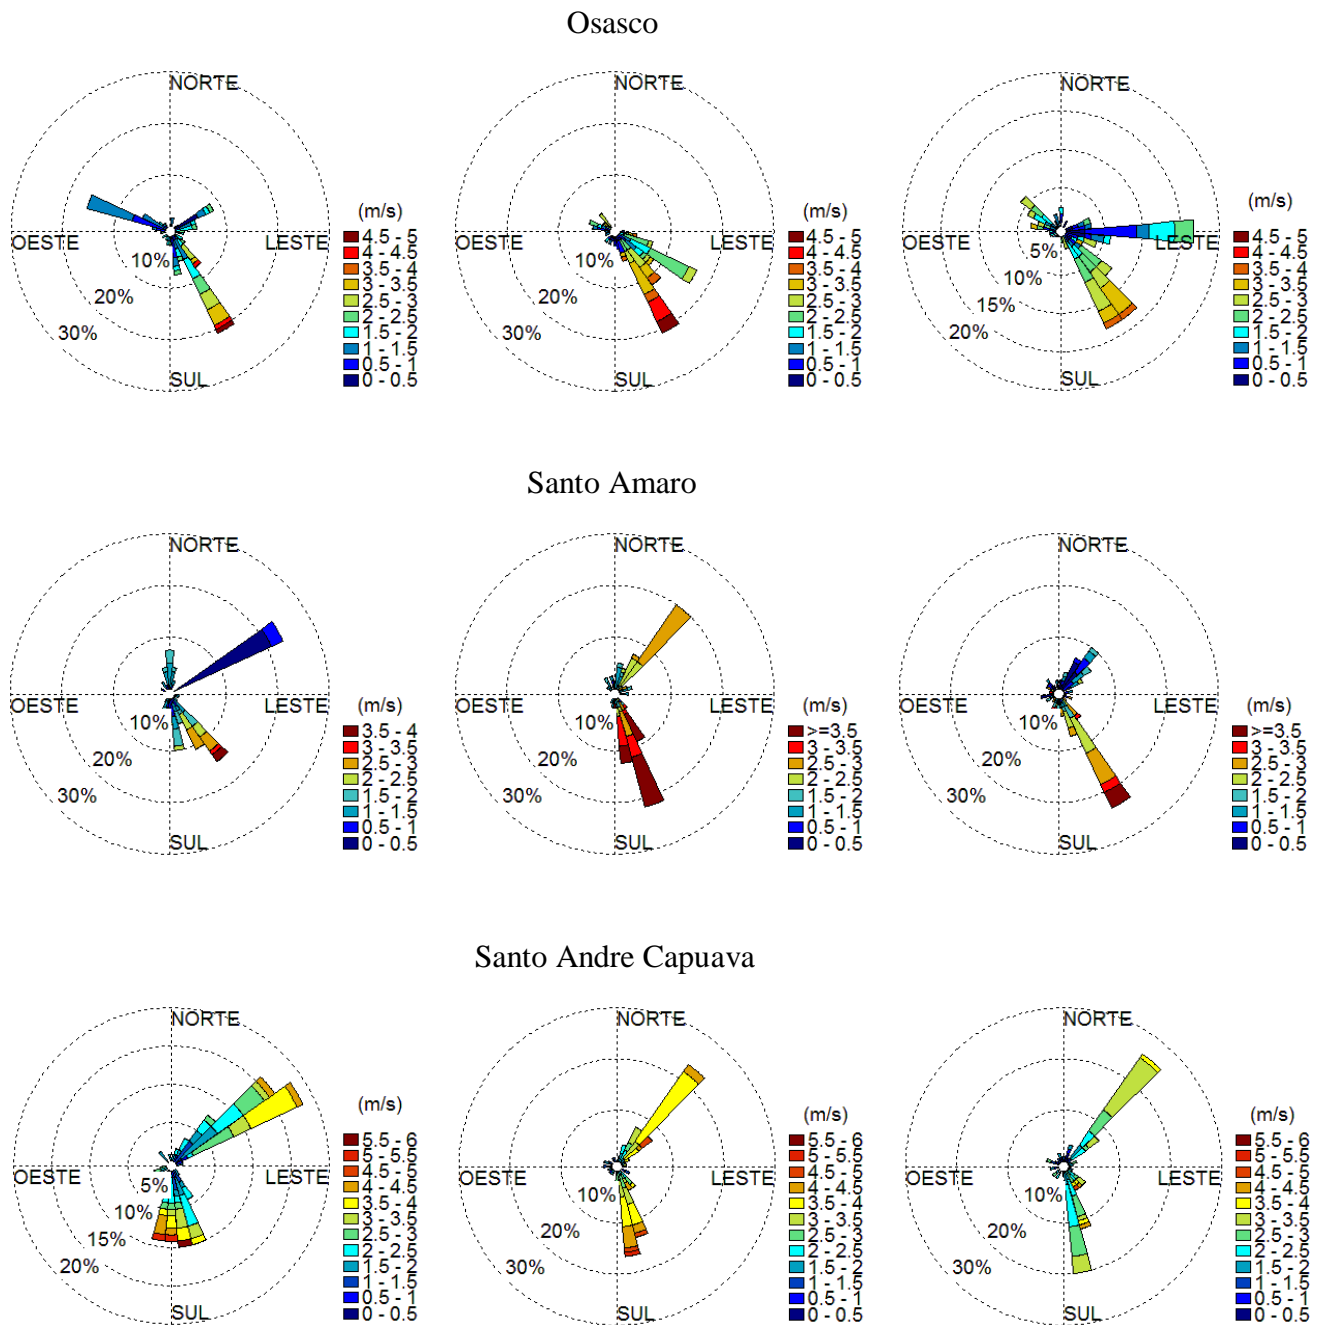 Osasco
NORTE
OESTE
LESTE
SUL
10%
20%
30%
(m/s)
4.5 - 5
4 - 4.5
3.5 - 4
3 - 3.5
2.5 - 3
2 - 2.5
1.5 - 2
1 - 1.5
0.5 - 1
0 - 0.5
NORTE
OESTE
LESTE
SUL
10%
20%
30%
(m/s)
4.5 - 5
4 - 4.5
3.5 - 4
3 - 3.5
2.5 - 3
2 - 2.5
1.5 - 2
1 - 1.5
0.5 - 1
0 - 0.5
NORTE
OESTE
LESTE
SUL
5%
10%
15%
20%
(m/s)
4.5 - 5
4 - 4.5
3.5 - 4
3 - 3.5
2.5 - 3
2 - 2.5
1.5 - 2
1 - 1.5
0.5 - 1
0 - 0.5
Santo Amaro
NORTE
OESTE
LESTE
SUL
10%
20%
30%
(m/s)
3.5 - 4
3 - 3.5
2.5 - 3
2 - 2.5
1.5 - 2
1 - 1.5
0.5 - 1
0 - 0.5
NORTE
OESTE
LESTE
SUL
10%
20%
30%
(m/s)
>=3.5
3 - 3.5
2.5 - 3
2 - 2.5
1.5 - 2
1 - 1.5
0.5 - 1
0 - 0.5
NORTE
OESTE
LESTE
SUL
10%
20%
30%
(m/s)
>=3.5
3 - 3.5
2.5 - 3
2 - 2.5
1.5 - 2
1 - 1.5
0.5 - 1
0 - 0.5
Santo Andre Capuava
NORTE
OESTE
LESTE
SUL
5%
10%
15%
20%
(m/s)
5.5 - 6
5 - 5.5
4.5 - 5
4 - 4.5
3.5 - 4
3 - 3.5
2.5 - 3
2 - 2.5
1.5 - 2
1 - 1.5
0.5 - 1
0 - 0.5
NORTE
OESTE
LESTE
SUL
10%
20%
30%
(m/s)
5.5 - 6
5 - 5.5
4.5 - 5
4 - 4.5
3.5 - 4
3 - 3.5
2.5 - 3
2 - 2.5
1.5 - 2
1 - 1.5
0.5 - 1
0 - 0.5
NORTE
OESTE
LESTE
SUL
10%
20%
30%
(m/s)
5.5 - 6
5 - 5.5
4.5 - 5
4 - 4.5
3.5 - 4
3 - 3.5
2.5 - 3
2 - 2.5
1.5 - 2
1 - 1.5
0.5 - 1
0 - 0.5